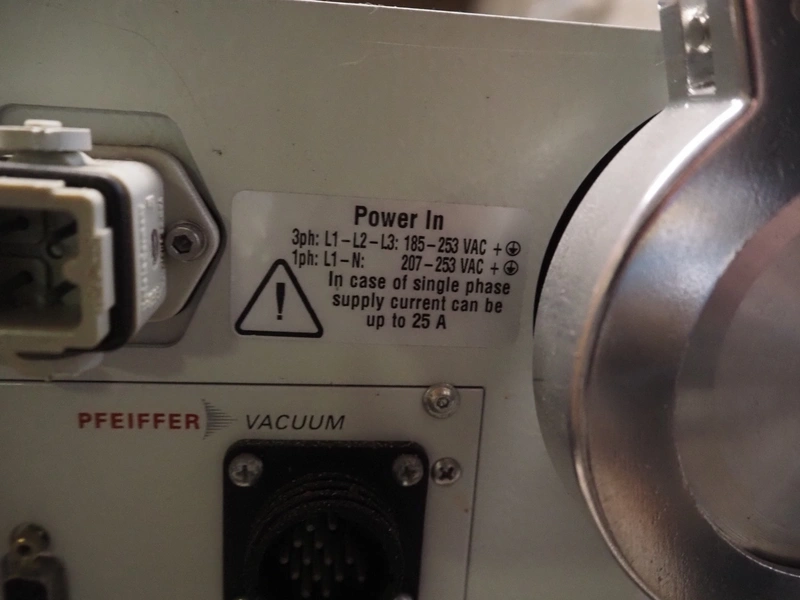 Power In
3ph: L1-L2-L3: 185-253 VAC +
1ph: L1-N: 207-253 VAC +
In case of single phase
supply current can be
up to 25 A
PFEIFFER VACUUM